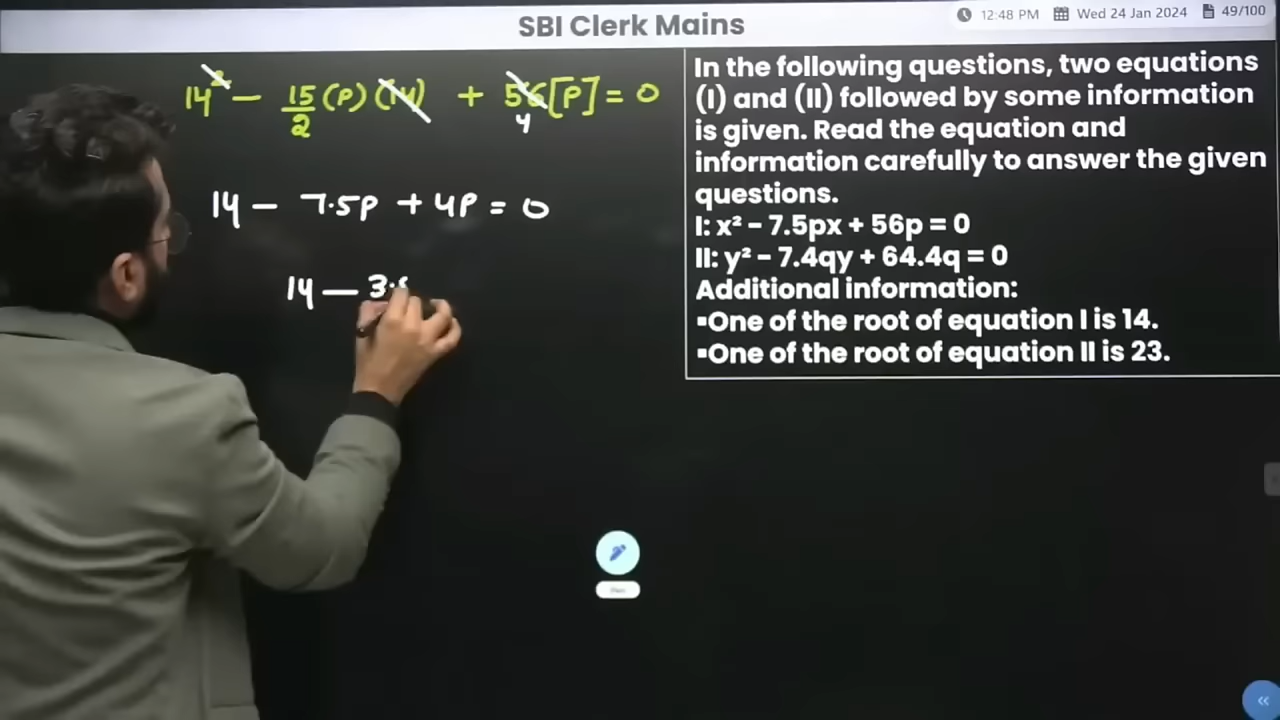 SBI Clerk Mains
12:48 PM Wed 24 Jan 2024 49/100
14² – 15/2 (P) (14) + 56 [P] = 0
4
14 – 7.5P + 4P = 0
14 – 3.5
In the following questions, two equations
(I) and (II) followed by some information
is given. Read the equation and
information carefully to answer the given
questions.
I: x² – 7.5px + 56p = 0
II: y² – 7.4qy + 64.4q = 0
Additional information:
▪One of the root of equation I is 14.
▪One of the root of equation II is 23.